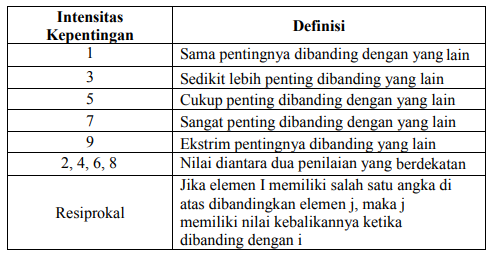 Intensitas
Kepentingan
Definisi
1
Sama pentingnya dibanding dengan yang lain
3
Sedikit lebih penting dibanding yang lain
5
Cukup penting dibanding dengan yang lain
7
Sangat penting dibanding dengan yang lain
9
Ekstrim pentingnya dibanding yang lain
2, 4, 6, 8
Nilai diantara dua penilaian yang berdekatan
Resiprokal
Jika elemen I memiliki salah satu angka di
atas dibandingkan elemen j, maka j
memiliki nilai kebalikannya ketika
dibanding dengan i